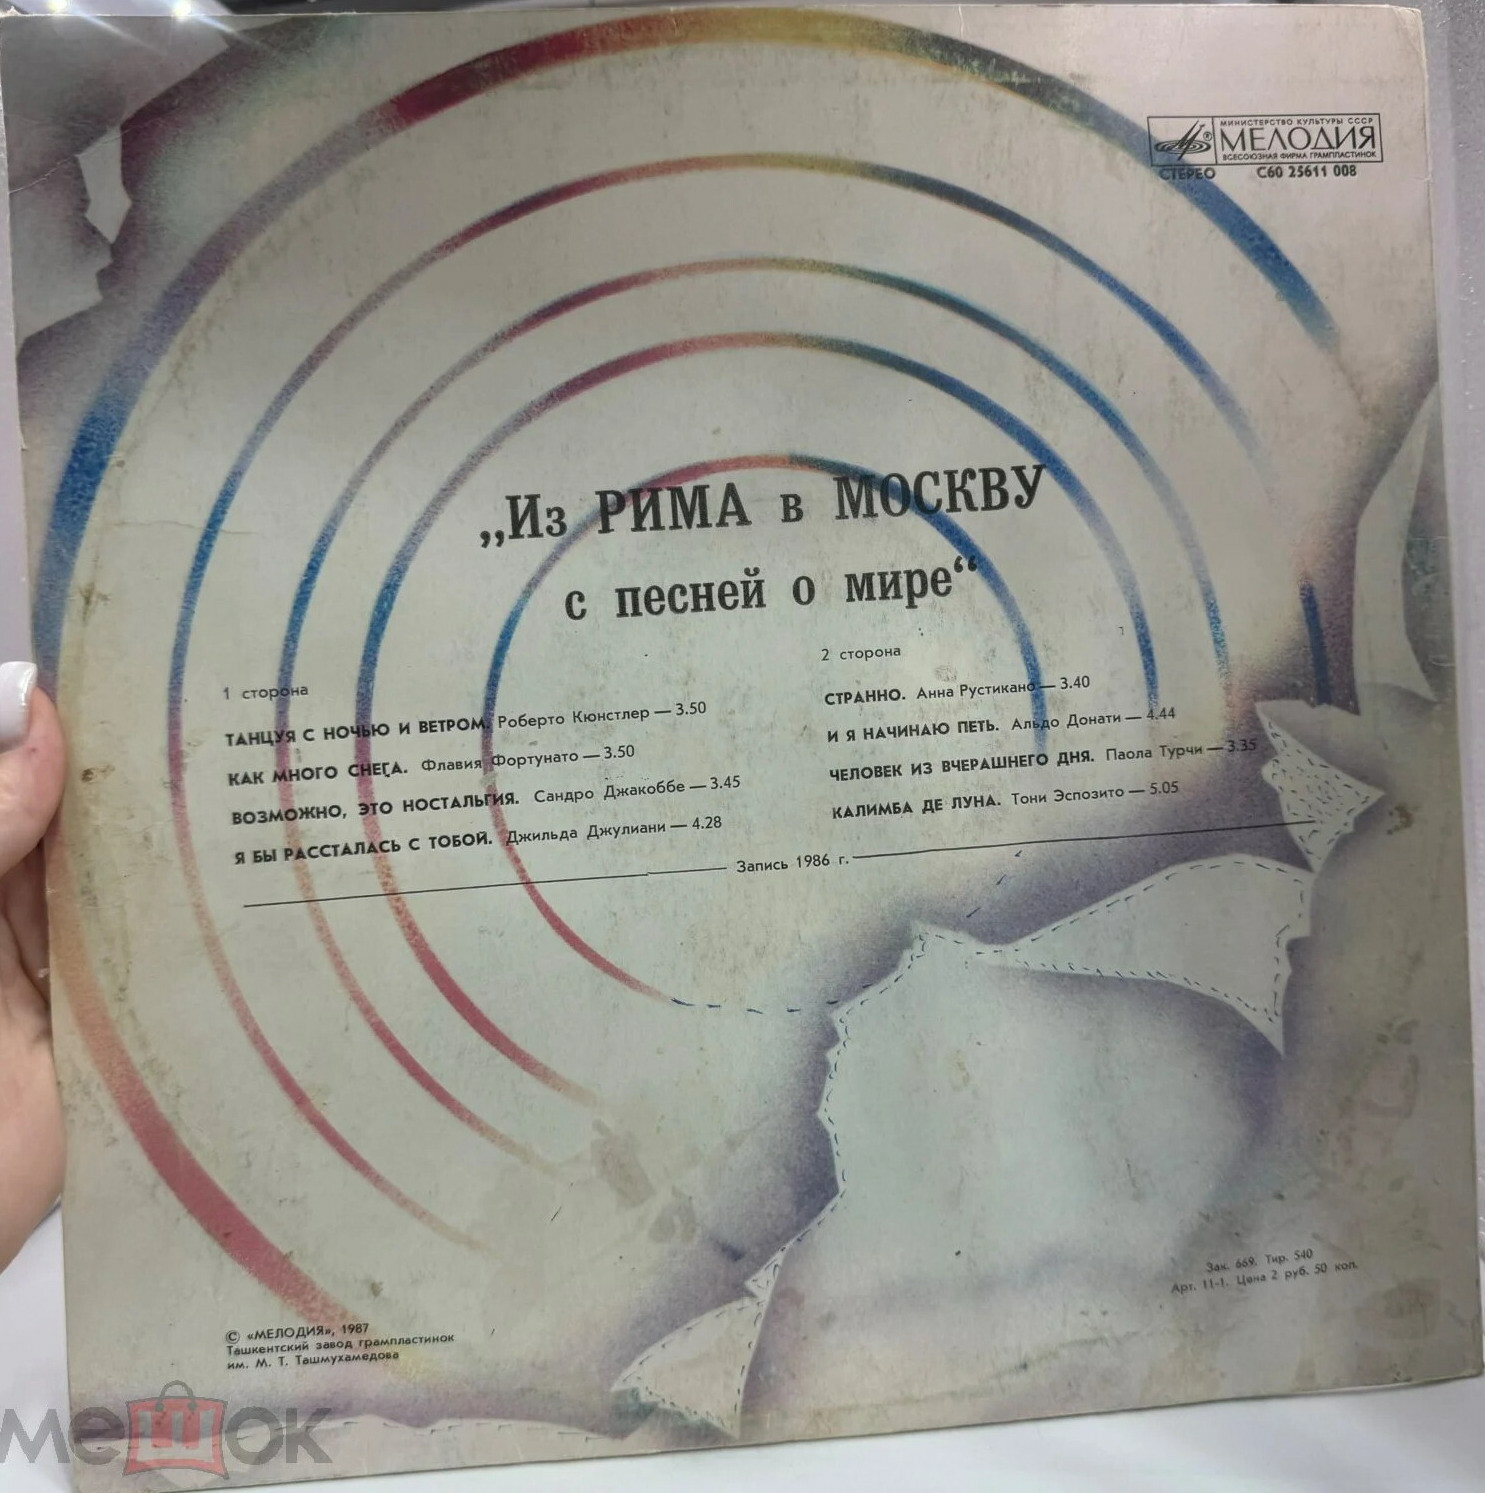 МИНИСТЕРСТВО КУЛЬТУРЫ СССР
МЕЛОДИЯ
ВСЕСОЮЗНАЯ ФИРМА ГРАМПЛАСТИНОК
СТЕРЕО С60 25611 008
„Из РИМА в МОСКВУ
с песней о мире“
1 сторона
ТАНЦУЯ С НОЧЬЮ И ВЕТРОМ. Роберто Кюнстлер — 3.50
КАК МНОГО СНЕГА. Флавия Фортунато — 3.50
ВОЗМОЖНО, ЭТО НОСТАЛЬГИЯ. Сандро Джакоббе — 3.45
Я БЫ РАССТАЛАСЬ С ТОБОЙ. Джильда Джулиани — 4.28
2 сторона
СТРАННО. Анна Рустикано — 3.40
И Я НАЧИНАЮ ПЕТЬ. Альдо Донати — 4.44
ЧЕЛОВЕК ИЗ ВЧЕРАШНЕГО ДНЯ. Паола Турчи — 3.35
КАЛИМБА ДЕ ЛУНА. Тони Эспозито — 5.05
Запись 1986 г.
Зак. 669. Тир. 540
Арт. 11-1. Цена 2 руб. 50 коп.
© «МЕЛОДИЯ», 1987
Ташкентский завод грампластинок
им. М. Т. Ташмухамедова
мешок